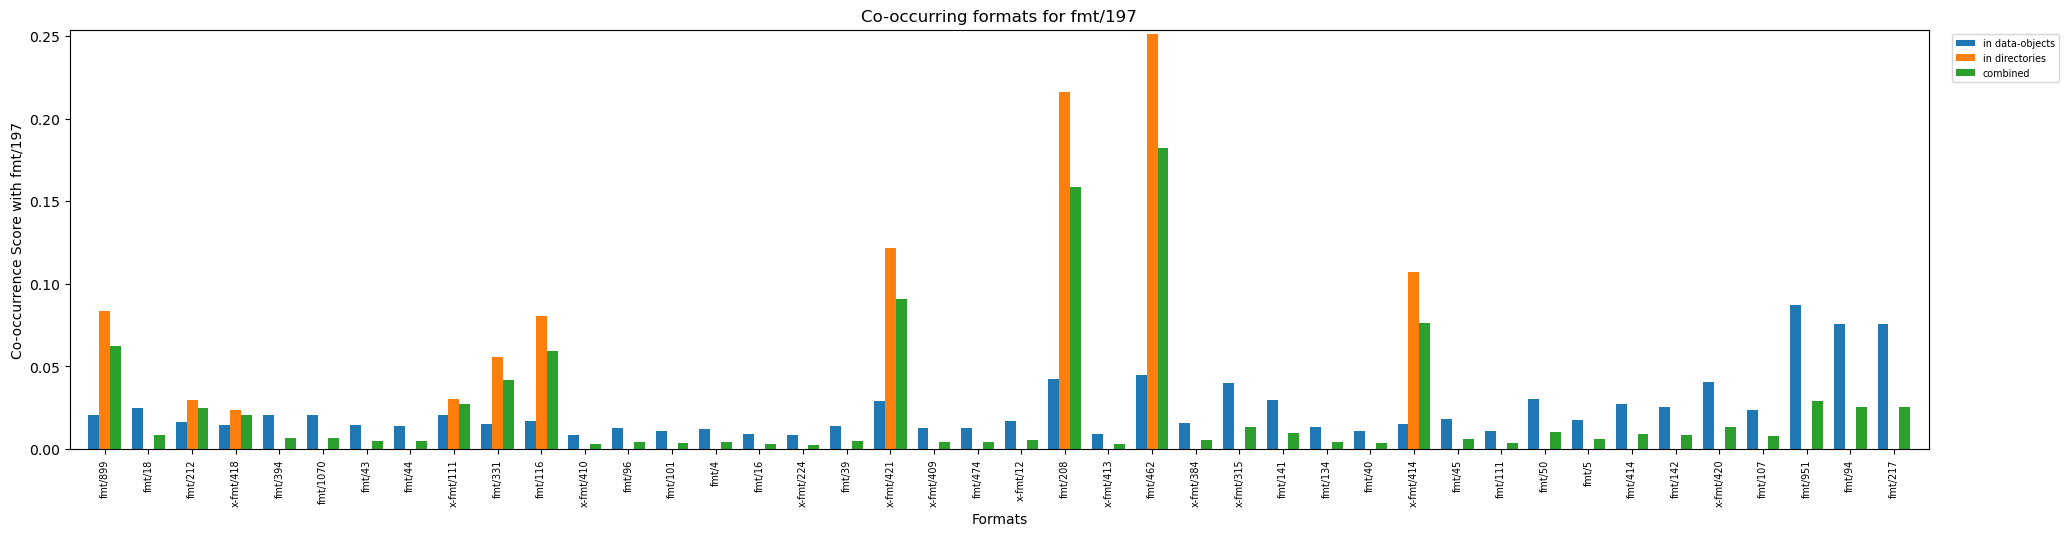 Co-occurring formats for fmt/197
Co-occurrence Score with fmt/197
0.25
0.20
0.15
0.10
0.05
0.00
in data-objects
in directories
combined
fmt/899
fmt/18
fmt/212
x-fmt/418
fmt/394
fmt/1070
fmt/43
fmt/44
x-fmt/111
fmt/331
fmt/116
x-fmt/410
fmt/96
fmt/101
fmt/4
fmt/16
x-fmt/224
fmt/39
x-fmt/421
x-fmt/409
fmt/474
x-fmt/12
fmt/208
x-fmt/413
fmt/462
x-fmt/384
x-fmt/315
fmt/141
fmt/134
fmt/40
x-fmt/414
fmt/45
fmt/111
fmt/50
fmt/5
fmt/414
fmt/142
x-fmt/420
fmt/107
fmt/951
fmt/94
fmt/217
Formats